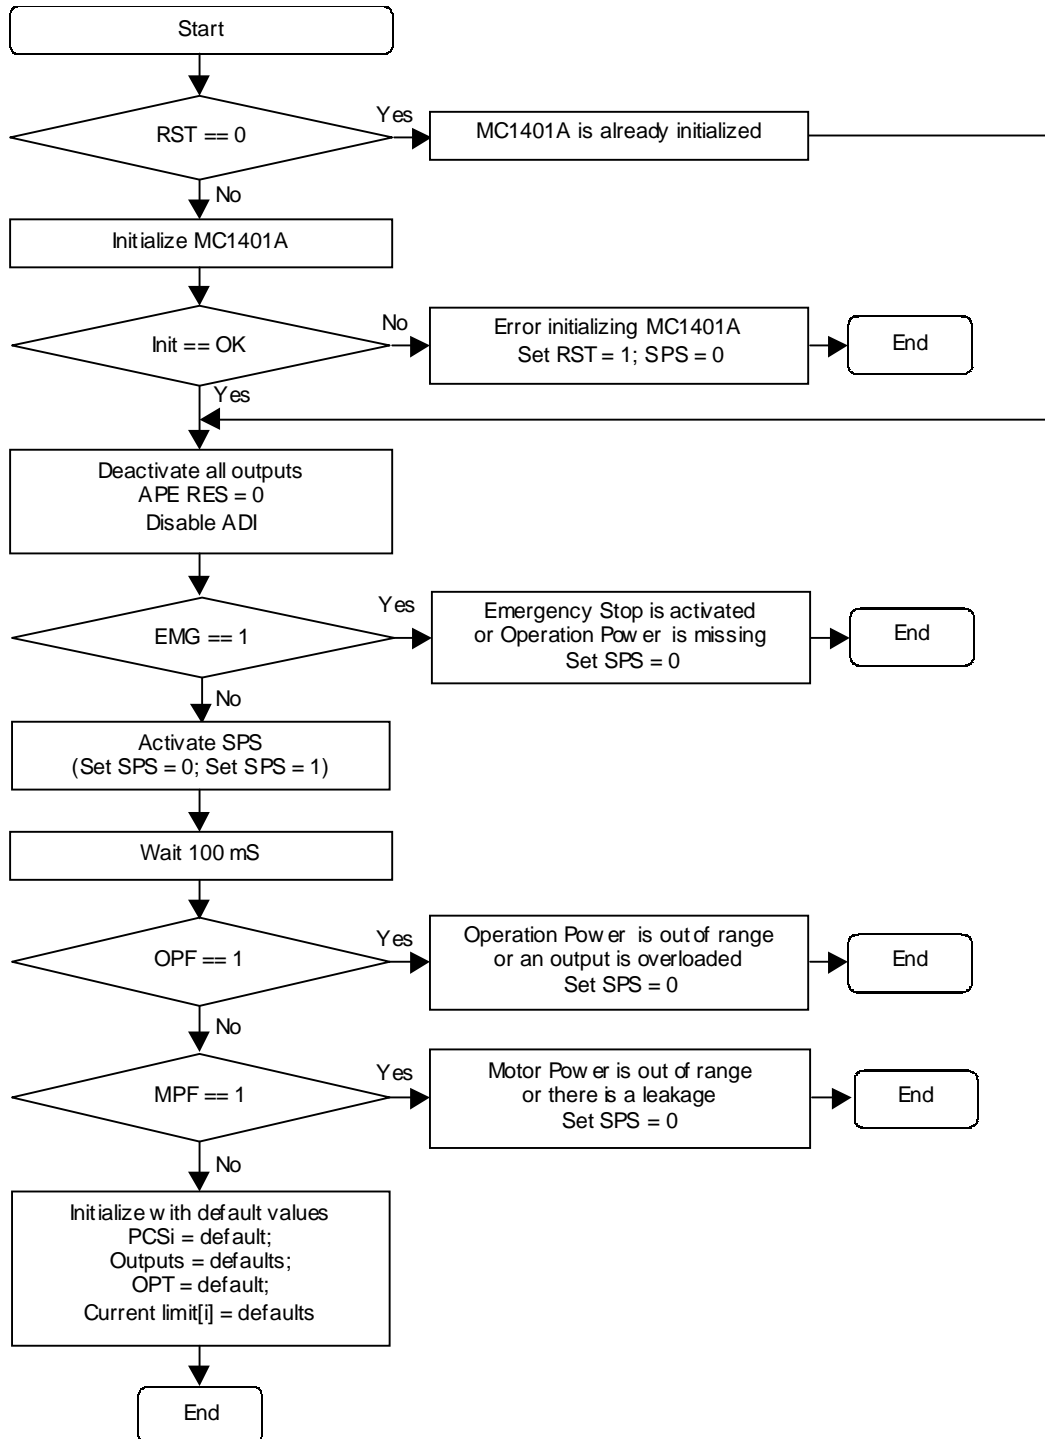 Start
RST == 0
Yes
MC1401A is already initialized
No
Initialize MC1401A
Init == OK
No
Error initializing MC1401A
Set RST = 1; SPS = 0
End
Yes
Deactivate all outputs
APE RES = 0
Disable ADI
EMG == 1
Yes
Emergency Stop is activated
or Operation Power is missing
Set SPS = 0
End
No
Activate SPS
(Set SPS = 0; Set SPS = 1)
Wait 100 mS
OPF == 1
Yes
Operation Power is out of range
or an output is overloaded
Set SPS = 0
End
No
MPF == 1
Yes
Motor Power is out of range
or there is a leakage
Set SPS = 0
End
No
Initialize with default values
PCSi = default;
Outputs = defaults;
OPT = default;
Current limit[i] = defaults
End